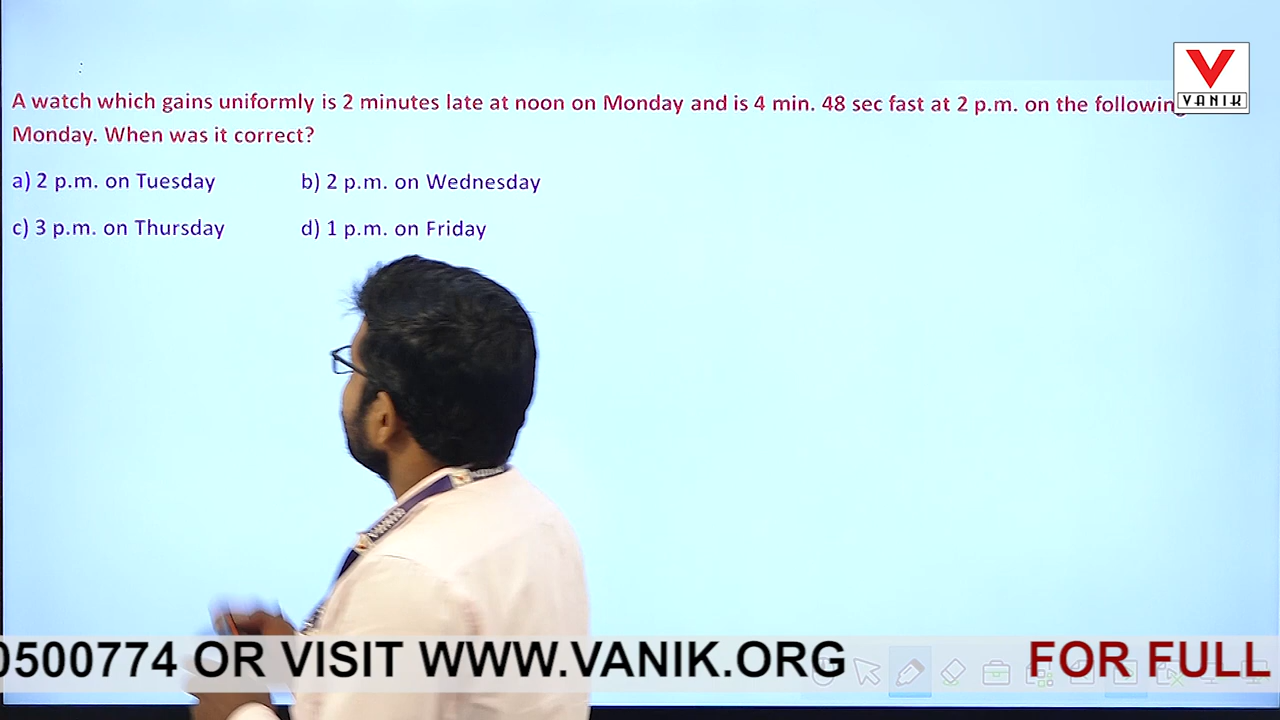 A watch which gains uniformly is 2 minutes late at noon on Monday and is 4 min. 48 sec fast at 2 p.m. on the following
VANIK
Monday. When was it correct?
a) 2 p.m. on Tuesday b) 2 p.m. on Wednesday
c) 3 p.m. on Thursday d) 1 p.m. on Friday
0500774 OR VISIT WWW.VANIK.ORG FOR FULL